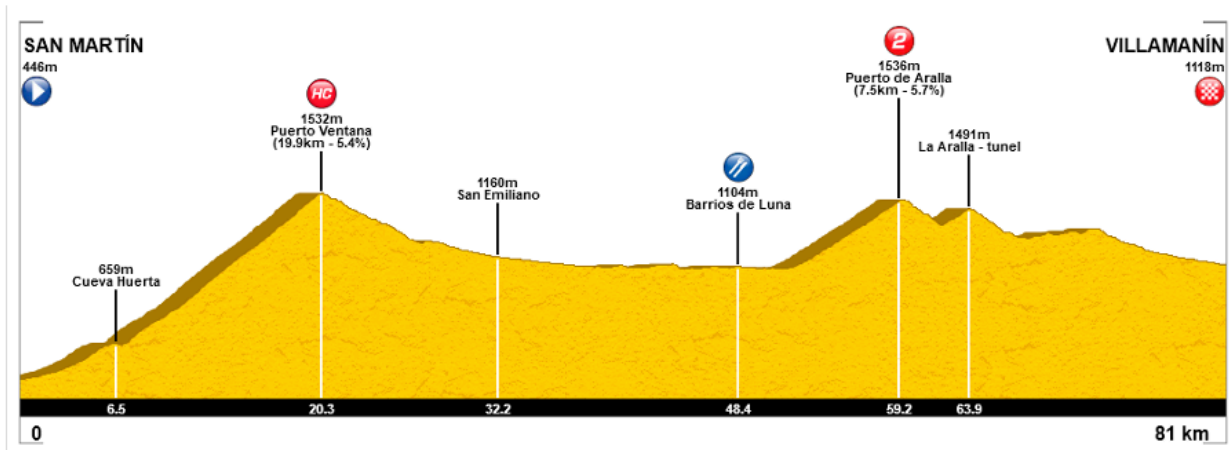 SAN MARTÍN
446m
659m
Cueva Huerta
HC
1532m
Puerto Ventana
(19.9km - 5.4%)
1160m
San Emiliano
1104m
Barrios de Luna
2
1536m
Puerto de Aralla
(7.5km - 5.7%)
1491m
La Aralla - tunel
VILLAMANÍN
1118m
6.5
20.3
32.2
48.4
59.2
63.9
0
81 km